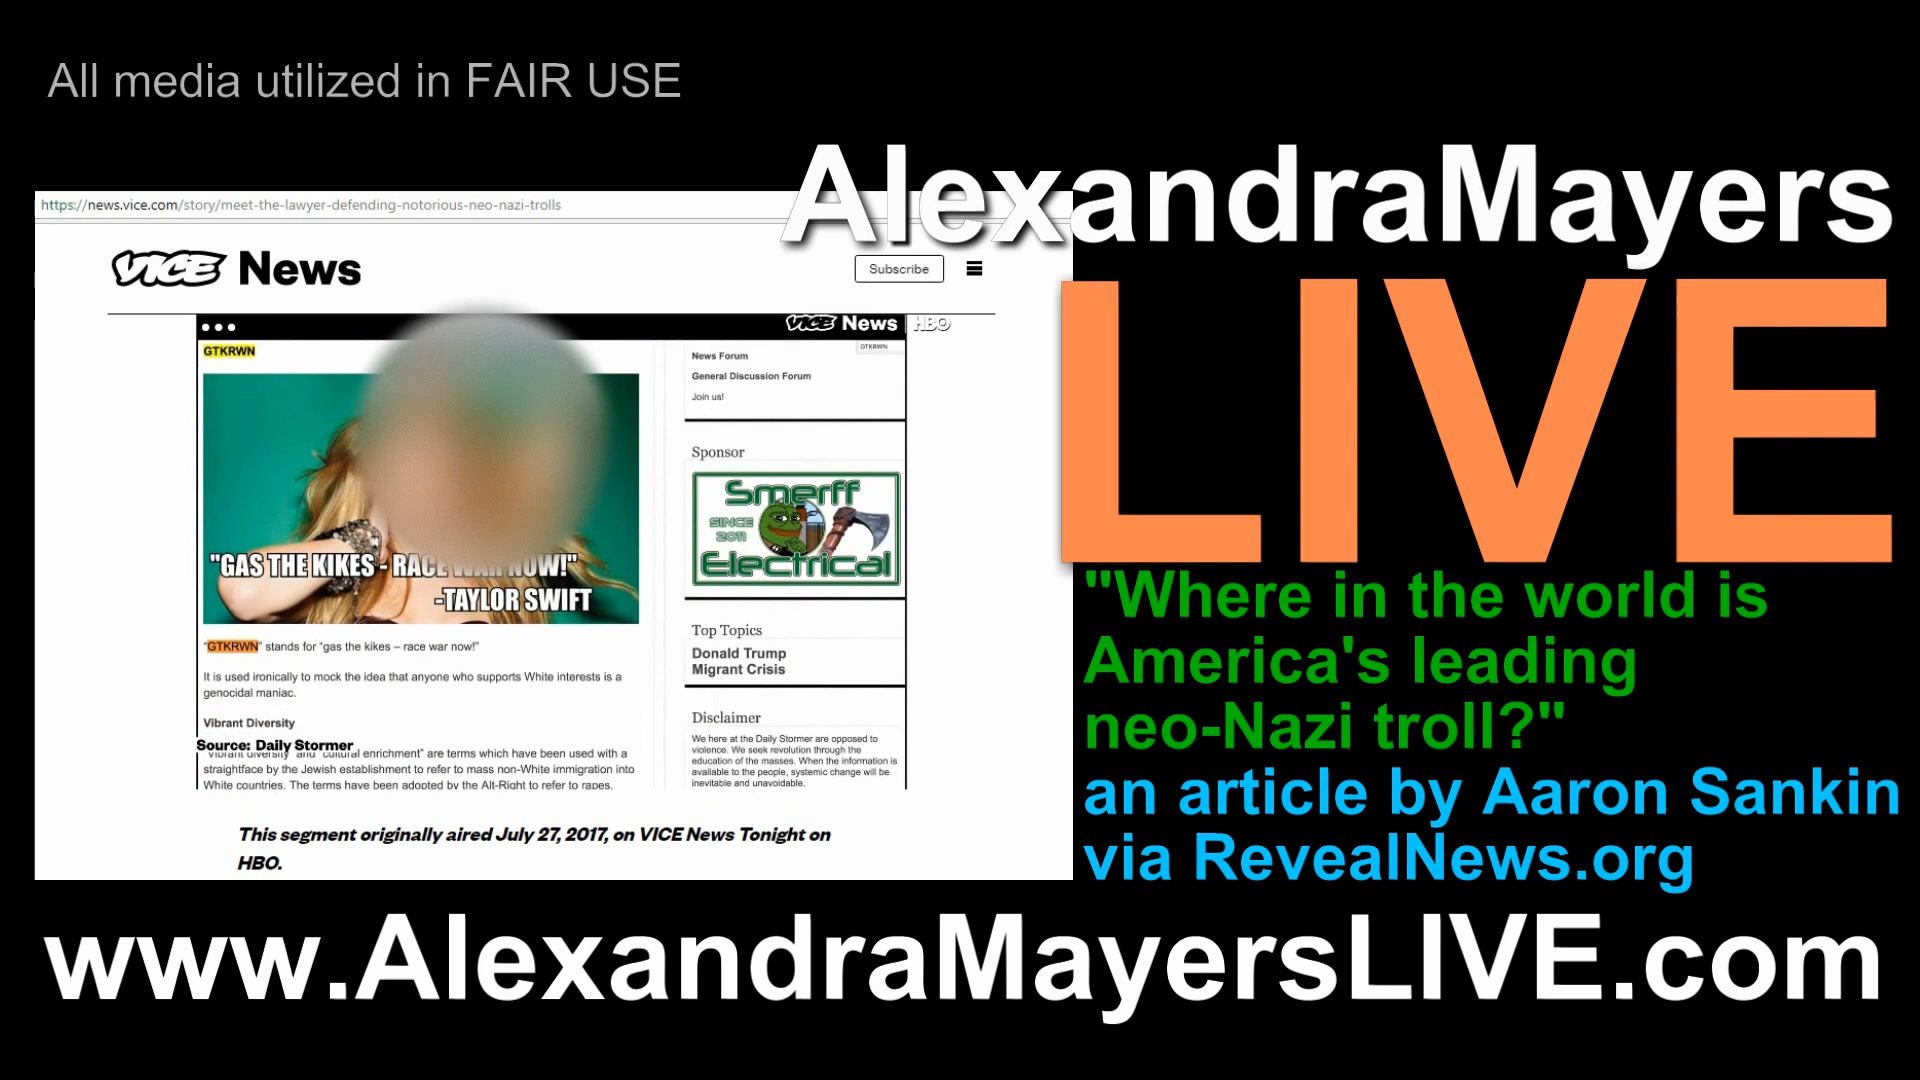 All media utilized in FAIR USE
AlexandraMayers
LIVE
https://news.vice.com/story/meet-the-lawyer-defending-notorious-neo-nazi-trolls
VICE News
Subscribe
VICE News | HBO
GTKRWN
"GAS THE KIKES - RACE WAR NOW!"
-TAYLOR SWIFT
"GTKRWN" stands for "gas the kikes – race war now!"
It is used ironically to mock the idea that anyone who supports White interests is a
genocidal maniac.
Vibrant Diversity
Source: Daily Stormer
"Vibrant diversity" and "cultural enrichment" are terms which have been used with a
straightface by the Jewish establishment to refer to mass non-White immigration into
White countries. The terms have been adopted by the Alt-Right to refer to rapes,
GTKRWN
News Forum
General Discussion Forum
Join us!
Sponsor
Smerff
SINCE
2011
Electrical
Top Topics
Donald Trump
Migrant Crisis
Disclaimer
We here at the Daily Stormer are opposed to
violence. We seek revolution through the
education of the masses. When the information is
available to the people, systemic change will be
inevitable and unavoidable.
This segment originally aired July 27, 2017, on VICE News Tonight on
HBO.
"Where in the world is
America's leading
neo-Nazi troll?"
an article by Aaron Sankin
via RevealNews.org
www.AlexandraMayersLIVE.com